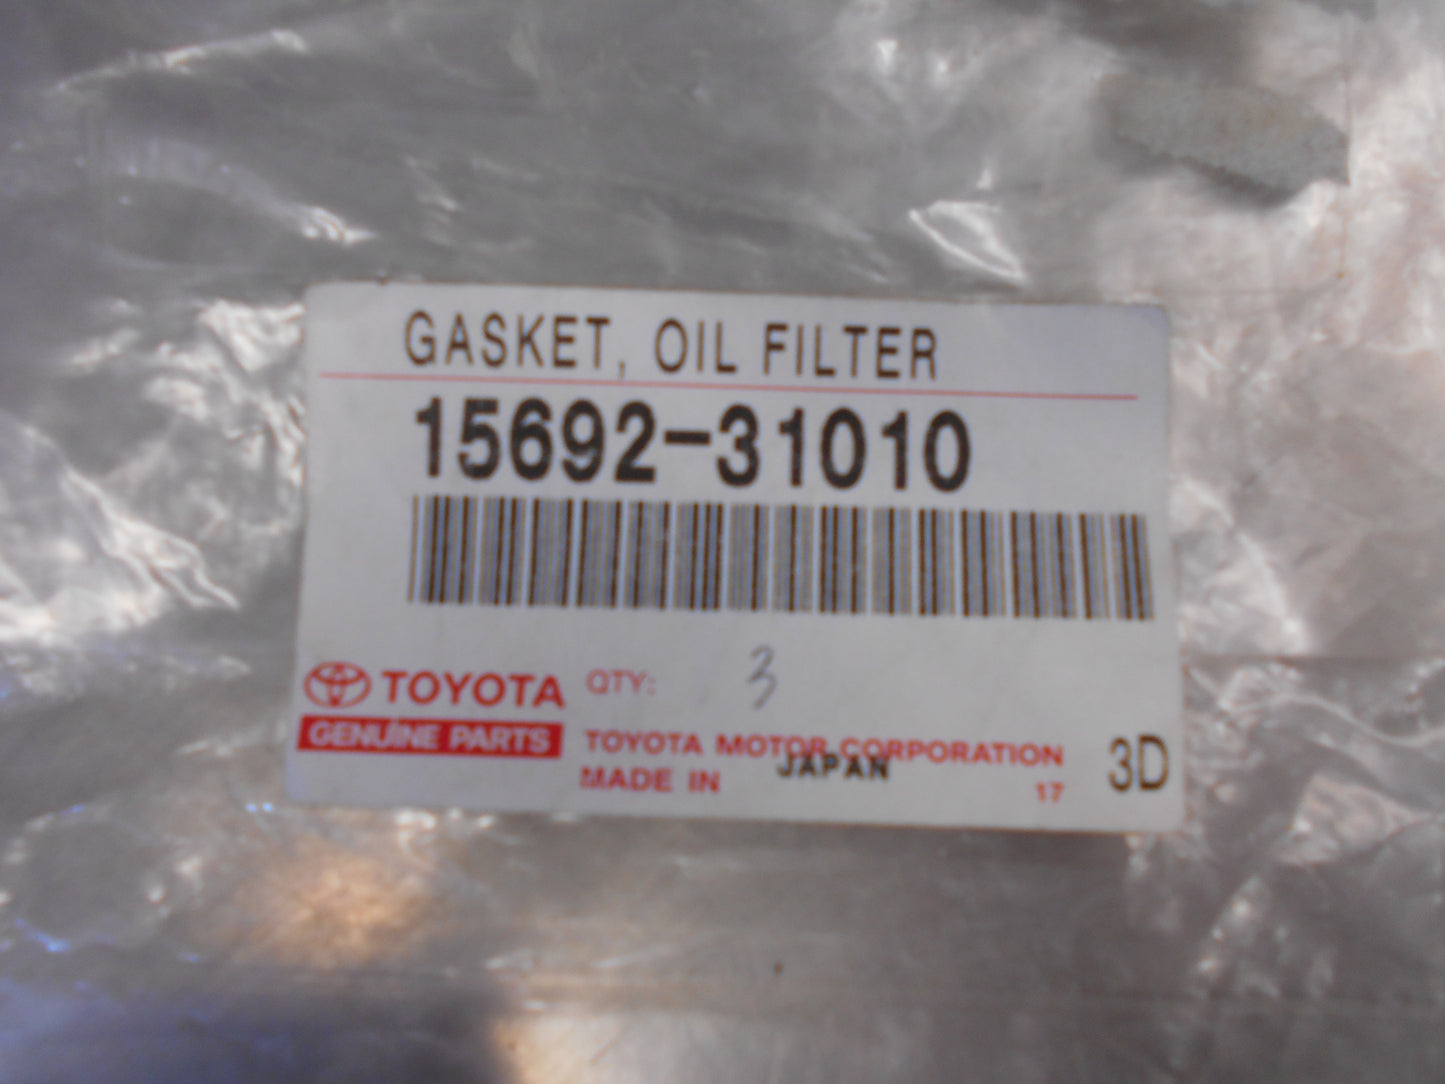 GASKET, OIL FILTER
15692-31010
TOYOTA QTY: 3
GENUINE PARTS
TOYOTA MOTOR CORPORATION
MADE IN JAPAN 17
3D